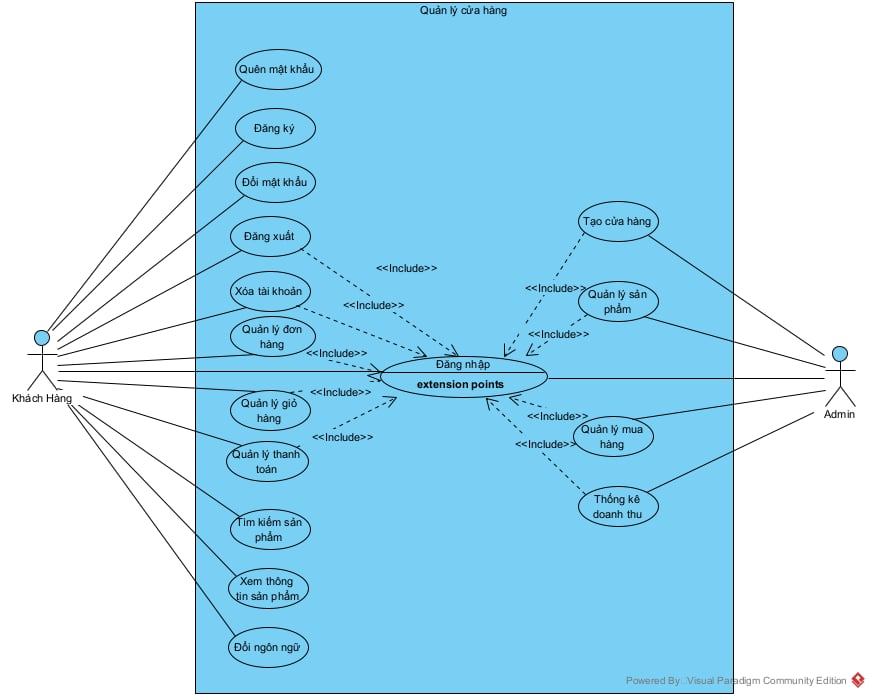 Quản lý cửa hàng
Quên mật khẩu
Đăng ký
Đổi mật khẩu
Đăng xuất
<<Include>>
Xóa tài khoản
<<Include>>
Quản lý đơn
hàng
<<Include>>
Khách Hàng
Đăng nhập
extension points
Quản lý giỏ
hàng
<<Include>>
Quản lý thanh
toán
<<Include>>
Tìm kiếm sản
phẩm
Xem thông
tin sản phẩm
Đổi ngôn ngữ
Tạo cửa hàng
<<Include>>
Quản lý sản
phẩm
<<Include>>
Admin
<<Include>>
Quản lý mua
hàng
<<Include>>
Thống kê
doanh thu
Powered By: Visual Paradigm Community Edition